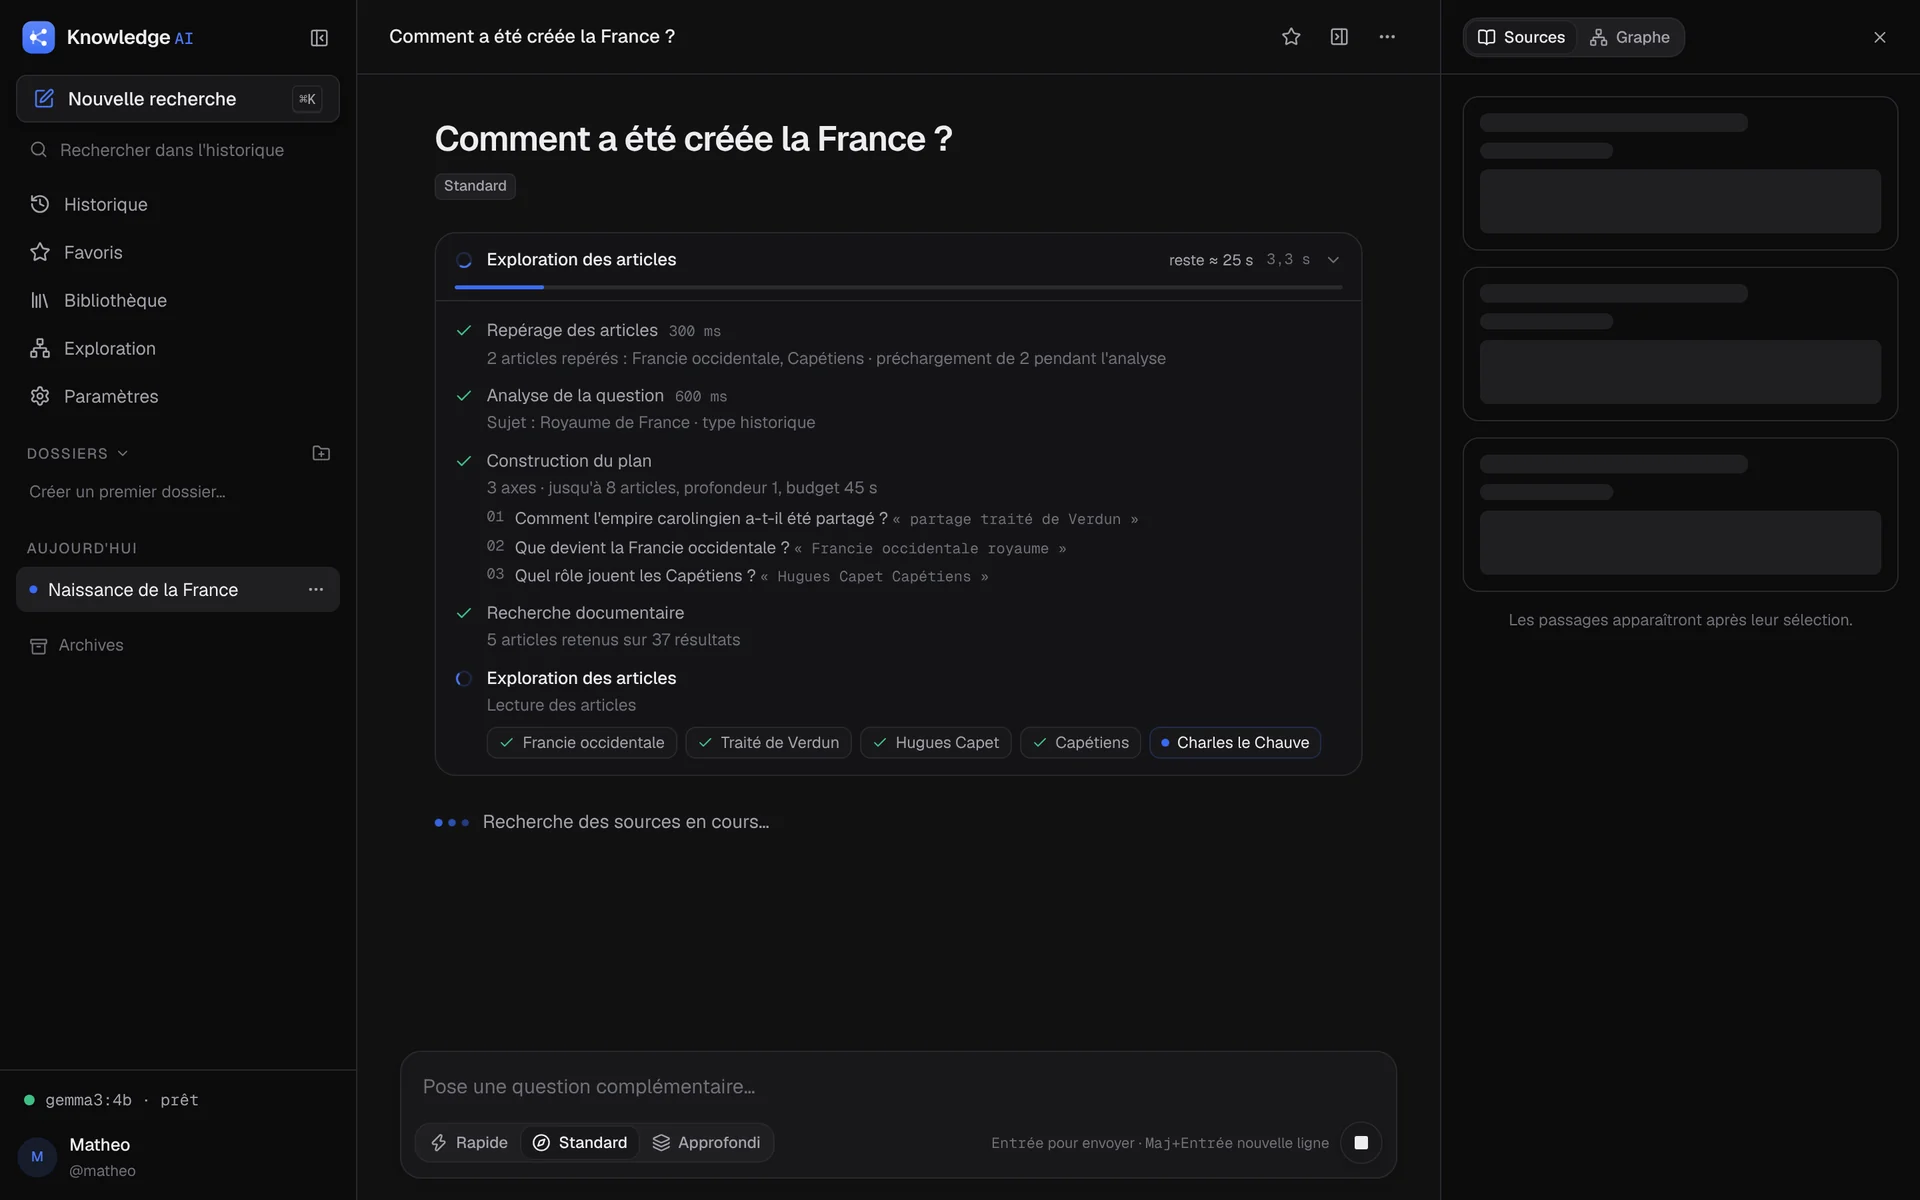 Knowledge AI
Nouvelle recherche ⌘K
Rechercher dans l'historique
Historique
Favoris
Bibliothèque
Exploration
Paramètres
DOSSIERS
Créer un premier dossier…
AUJOURD'HUI
Naissance de la France
Archives
gemma3:4b · prêt
M
Matheo
@matheo
Comment a été créée la France ?
Comment a été créée la France ?
Standard
Exploration des articles reste ≈ 25 s 3,3 s
Repérage des articles 300 ms
2 articles repérés : Francie occidentale, Capétiens · préchargement de 2 pendant l'analyse
Analyse de la question 600 ms
Sujet : Royaume de France · type historique
Construction du plan
3 axes · jusqu'à 8 articles, profondeur 1, budget 45 s
01 Comment l'empire carolingien a-t-il été partagé ? « partage traité de Verdun »
02 Que devient la Francie occidentale ? « Francie occidentale royaume »
03 Quel rôle jouent les Capétiens ? « Hugues Capet Capétiens »
Recherche documentaire
5 articles retenus sur 37 résultats
Exploration des articles
Lecture des articles
Francie occidentale Traité de Verdun Hugues Capet Capétiens Charles le Chauve
Recherche des sources en cours…
Pose une question complémentaire…
Rapide Standard Approfondi Entrée pour envoyer · Maj+Entrée nouvelle ligne
Sources Graphe
Les passages apparaîtront après leur sélection.